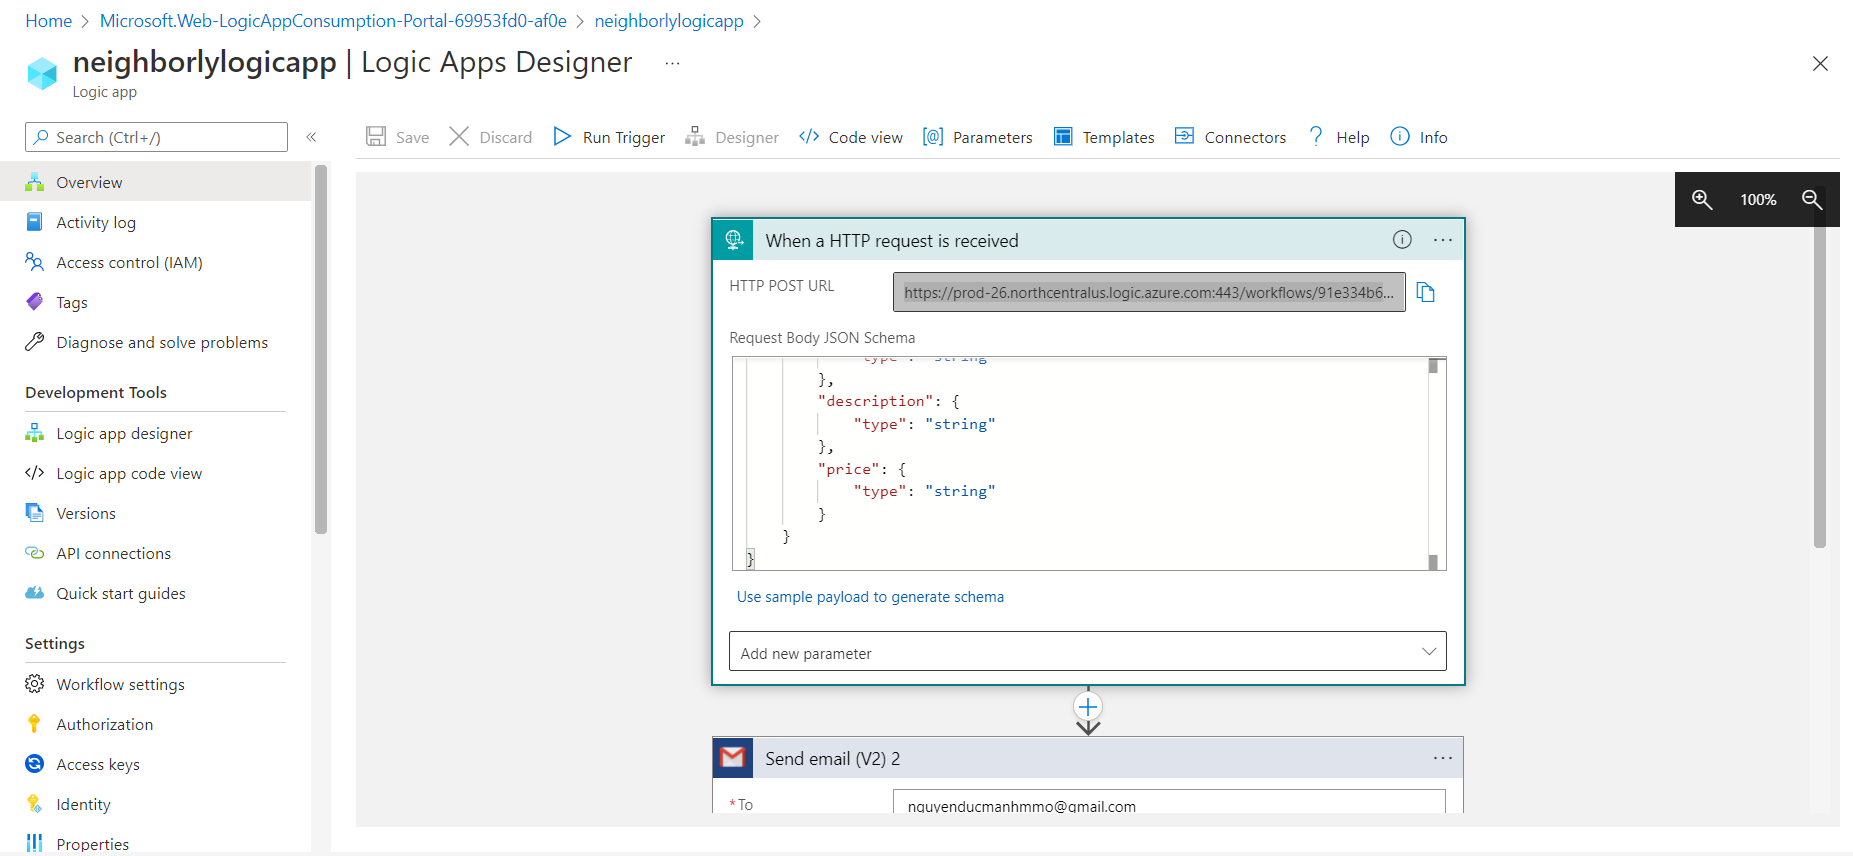 Home > Microsoft.Web-LogicAppConsumption-Portal-69953fd0-af0e > neighborlylogicapp >
neighborlylogicapp | Logic Apps Designer ...
Logic app
Search (Ctrl+/) «
Overview
Activity log
Access control (IAM)
Tags
Diagnose and solve problems
Development Tools
Logic app designer
Logic app code view
Versions
API connections
Quick start guides
Settings
Workflow settings
Authorization
Access keys
Identity
Properties
Save Discard Run Trigger Designer Code view Parameters Templates Connectors Help Info
100%
When a HTTP request is received
HTTP POST URL https://prod-26.northcentralus.logic.azure.com:443/workflows/91e334b6...
Request Body JSON Schema
"type": "string"
},
"description": {
"type": "string"
},
"price": {
"type": "string"
}
}
}
Use sample payload to generate schema
Add new parameter
Send email (V2) 2
* To nguyenducmanhmmo@gmail.com